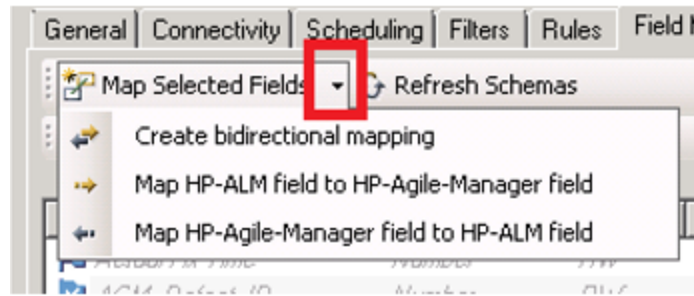 General Connectivity Scheduling Filters Rules Field
Map Selected Fields Refresh Schemas
Create bidirectional mapping
Map HP-ALM field to HP-Agile-Manager field
Map HP-Agile-Manager field to HP-ALM field